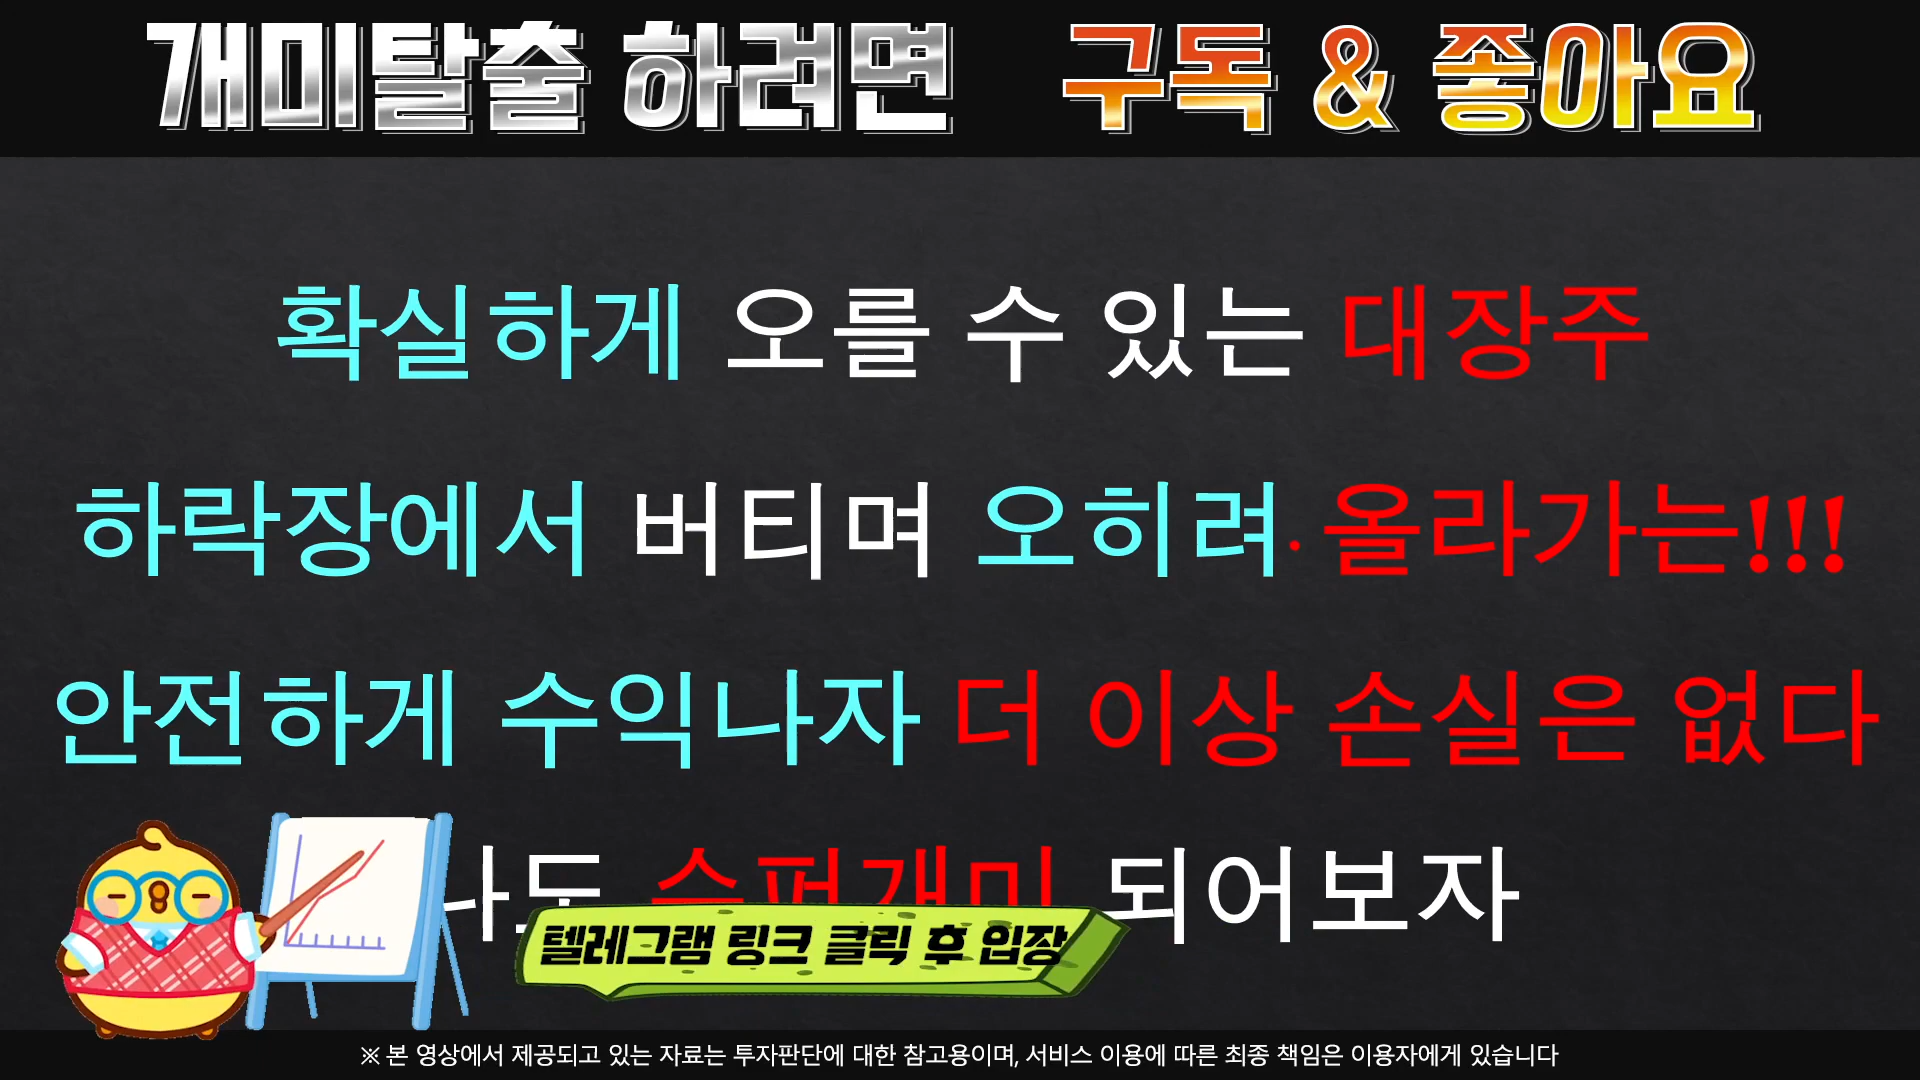 개미탈출 하려면 구독 & 좋아요
확실하게 오를 수 있는 대장주
하락장에서 버티며 오히려 올라가는!!!
안전하게 수익나자 더 이상 손실은 없다
슈퍼개미 되어보자
텔레그램 링크 클릭 후 입장
※ 본 영상에서 제공되고 있는 자료는 투자판단에 대한 참고용이며, 서비스 이용에 따른 최종 책임은 이용자에게 있습니다